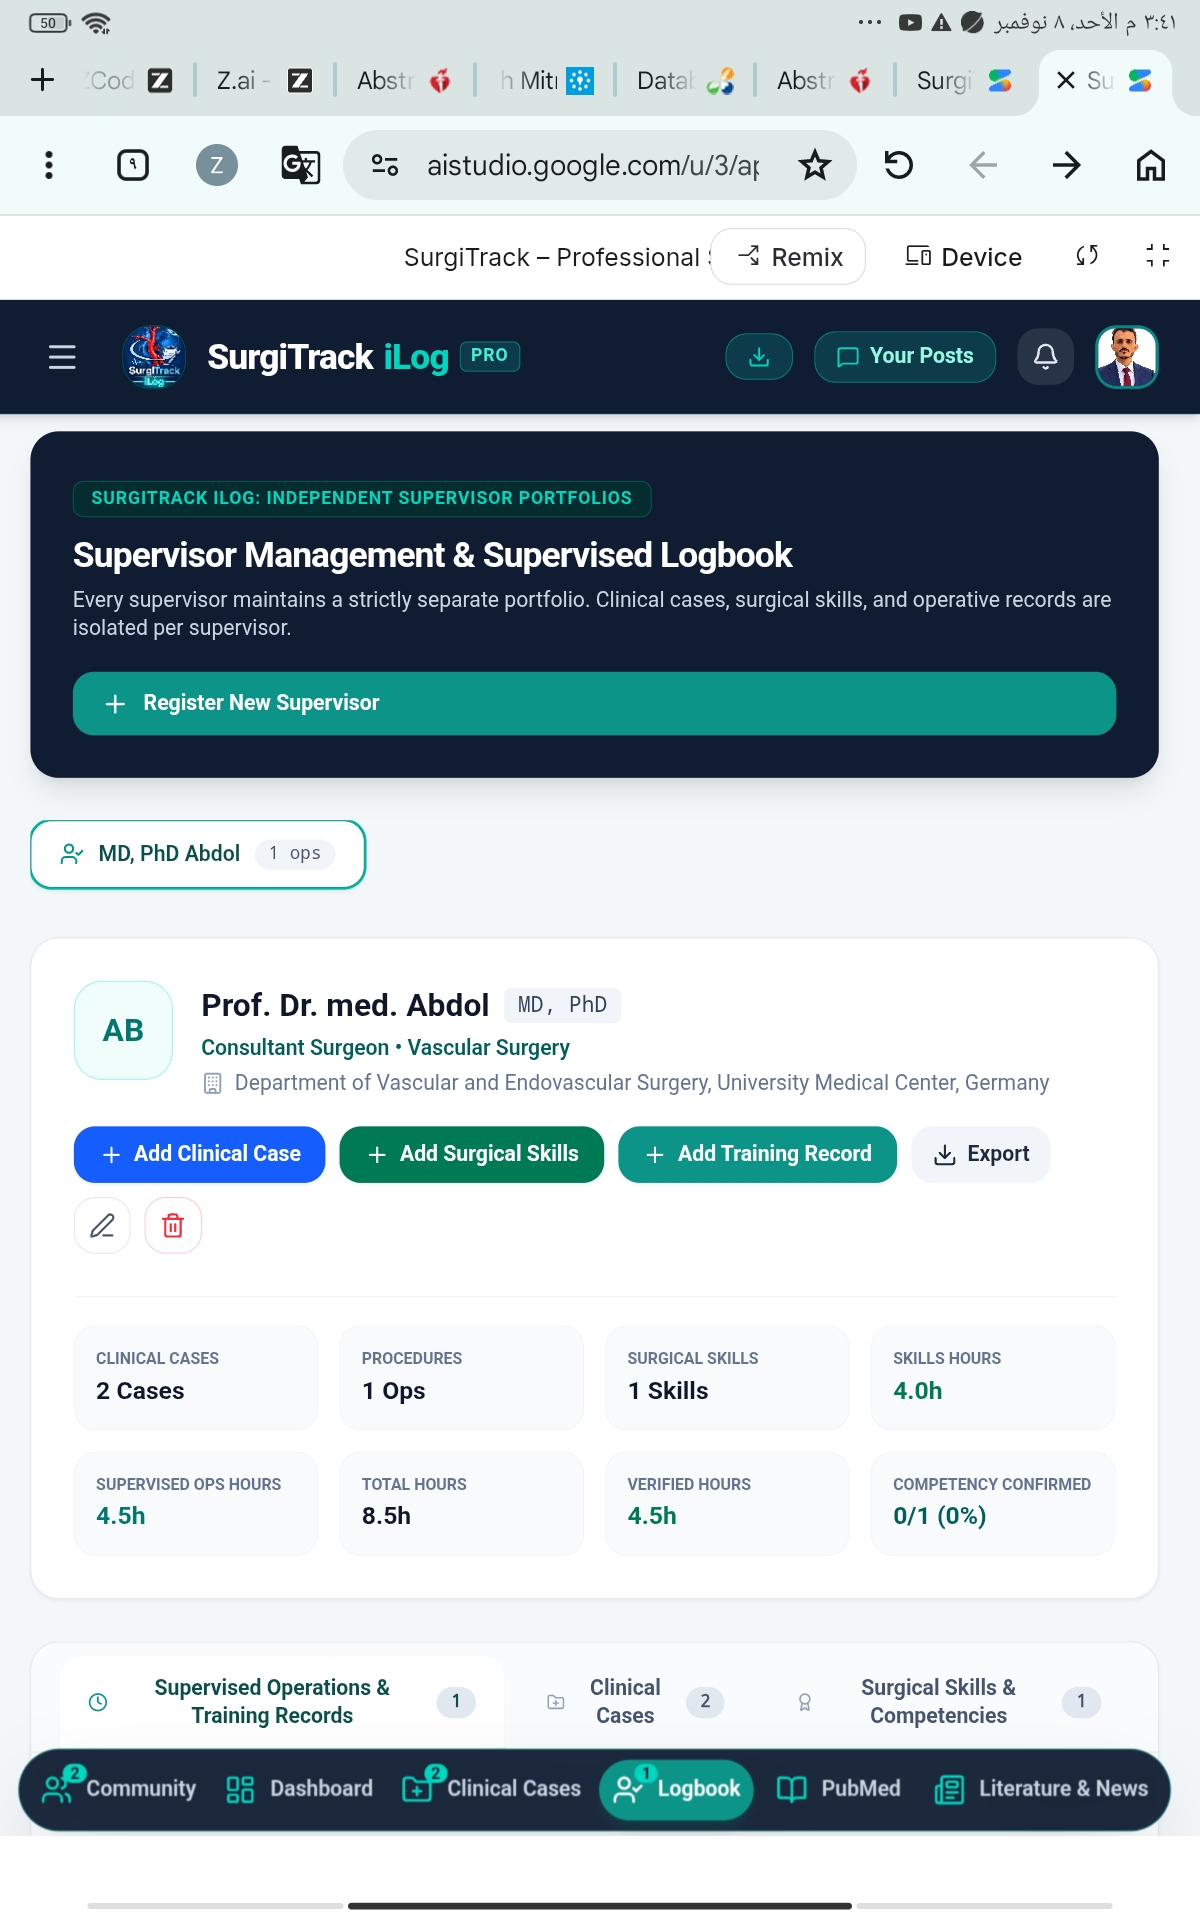 50
٣:٤١ م الأحد، ٨ نوفمبر
Z.ai -
Abstr
h Mit
Datab
Abstr
Surgi
Su
٩
Z
aistudio.google.com/u/3/ap
SurgiTrack – Professional
Remix
Device
SurgiTrack iLog PRO
Your Posts
SURGITRACK ILOG: INDEPENDENT SUPERVISOR PORTFOLIOS
Supervisor Management & Supervised Logbook
Every supervisor maintains a strictly separate portfolio. Clinical cases, surgical skills, and operative records are
isolated per supervisor.
Register New Supervisor
MD, PhD Abdol 1 ops
AB
Prof. Dr. med. Abdol MD, PhD
Consultant Surgeon • Vascular Surgery
Department of Vascular and Endovascular Surgery, University Medical Center, Germany
Add Clinical Case
Add Surgical Skills
Add Training Record
Export
CLINICAL CASES
2 Cases
PROCEDURES
1 Ops
SURGICAL SKILLS
1 Skills
SKILLS HOURS
4.0h
SUPERVISED OPS HOURS
4.5h
TOTAL HOURS
8.5h
VERIFIED HOURS
4.5h
COMPETENCY CONFIRMED
0/1 (0%)
Supervised Operations &
Training Records
1
Clinical
Cases
2
Surgical Skills &
Competencies
1
2 Community
Dashboard
2 Clinical Cases
1 Logbook
PubMed
Literature & News